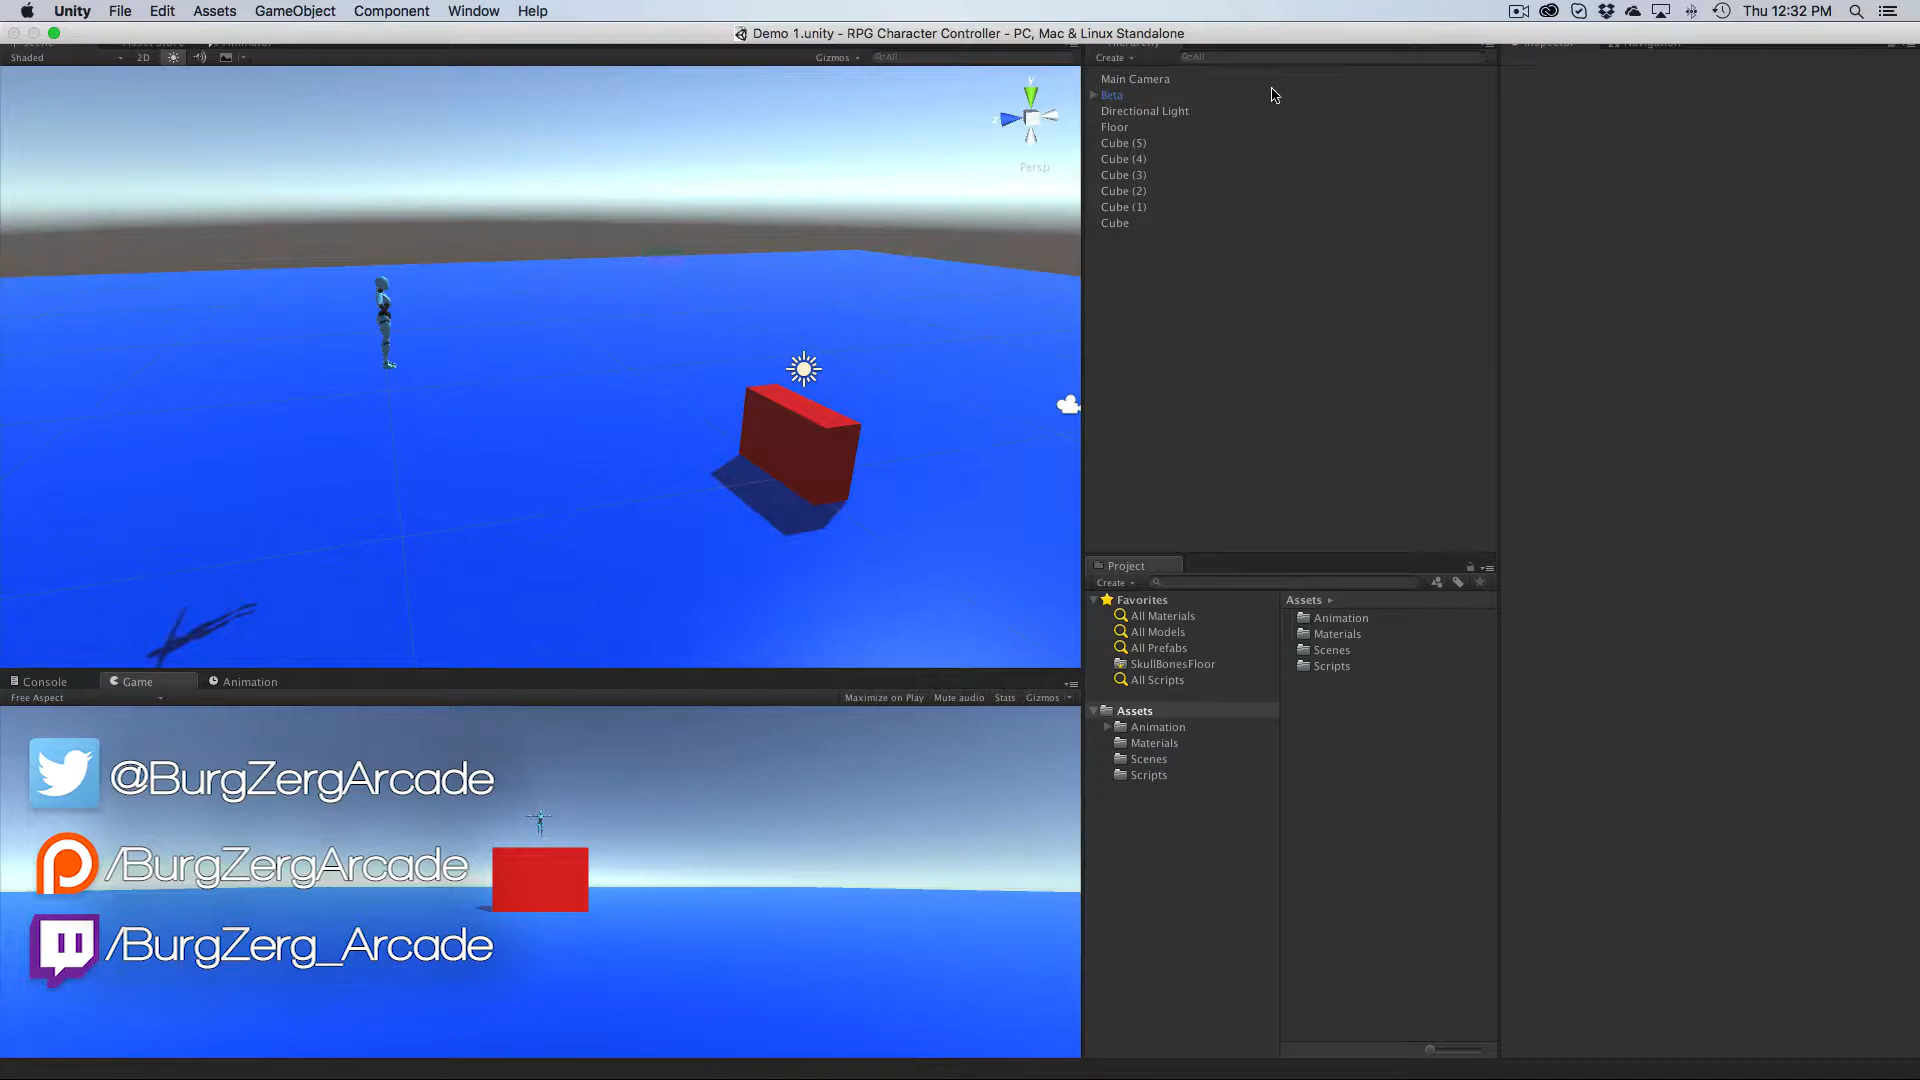 Unity File Edit Assets GameObject Component Window Help Thu 12:32 PM
Demo 1.unity - RPG Character Controller - PC, Mac & Linux Standalone
Shaded 2D Gizmos All
Create All
Main Camera
Beta
Directional Light
Floor
Cube (5)
Cube (4)
Cube (3)
Cube (2)
Cube (1)
Cube
y
z
Persp
Project
Create
Favorites
All Materials
All Models
All Prefabs
SkullBonesFloor
All Scripts
Assets
Animation
Materials
Scenes
Scripts
Assets
Animation
Materials
Scenes
Scripts
Console Game Animation
Free Aspect Maximize on Play Mute audio Stats Gizmos
@BurgZergArcade
/BurgZergArcade
/BurgZerg_Arcade